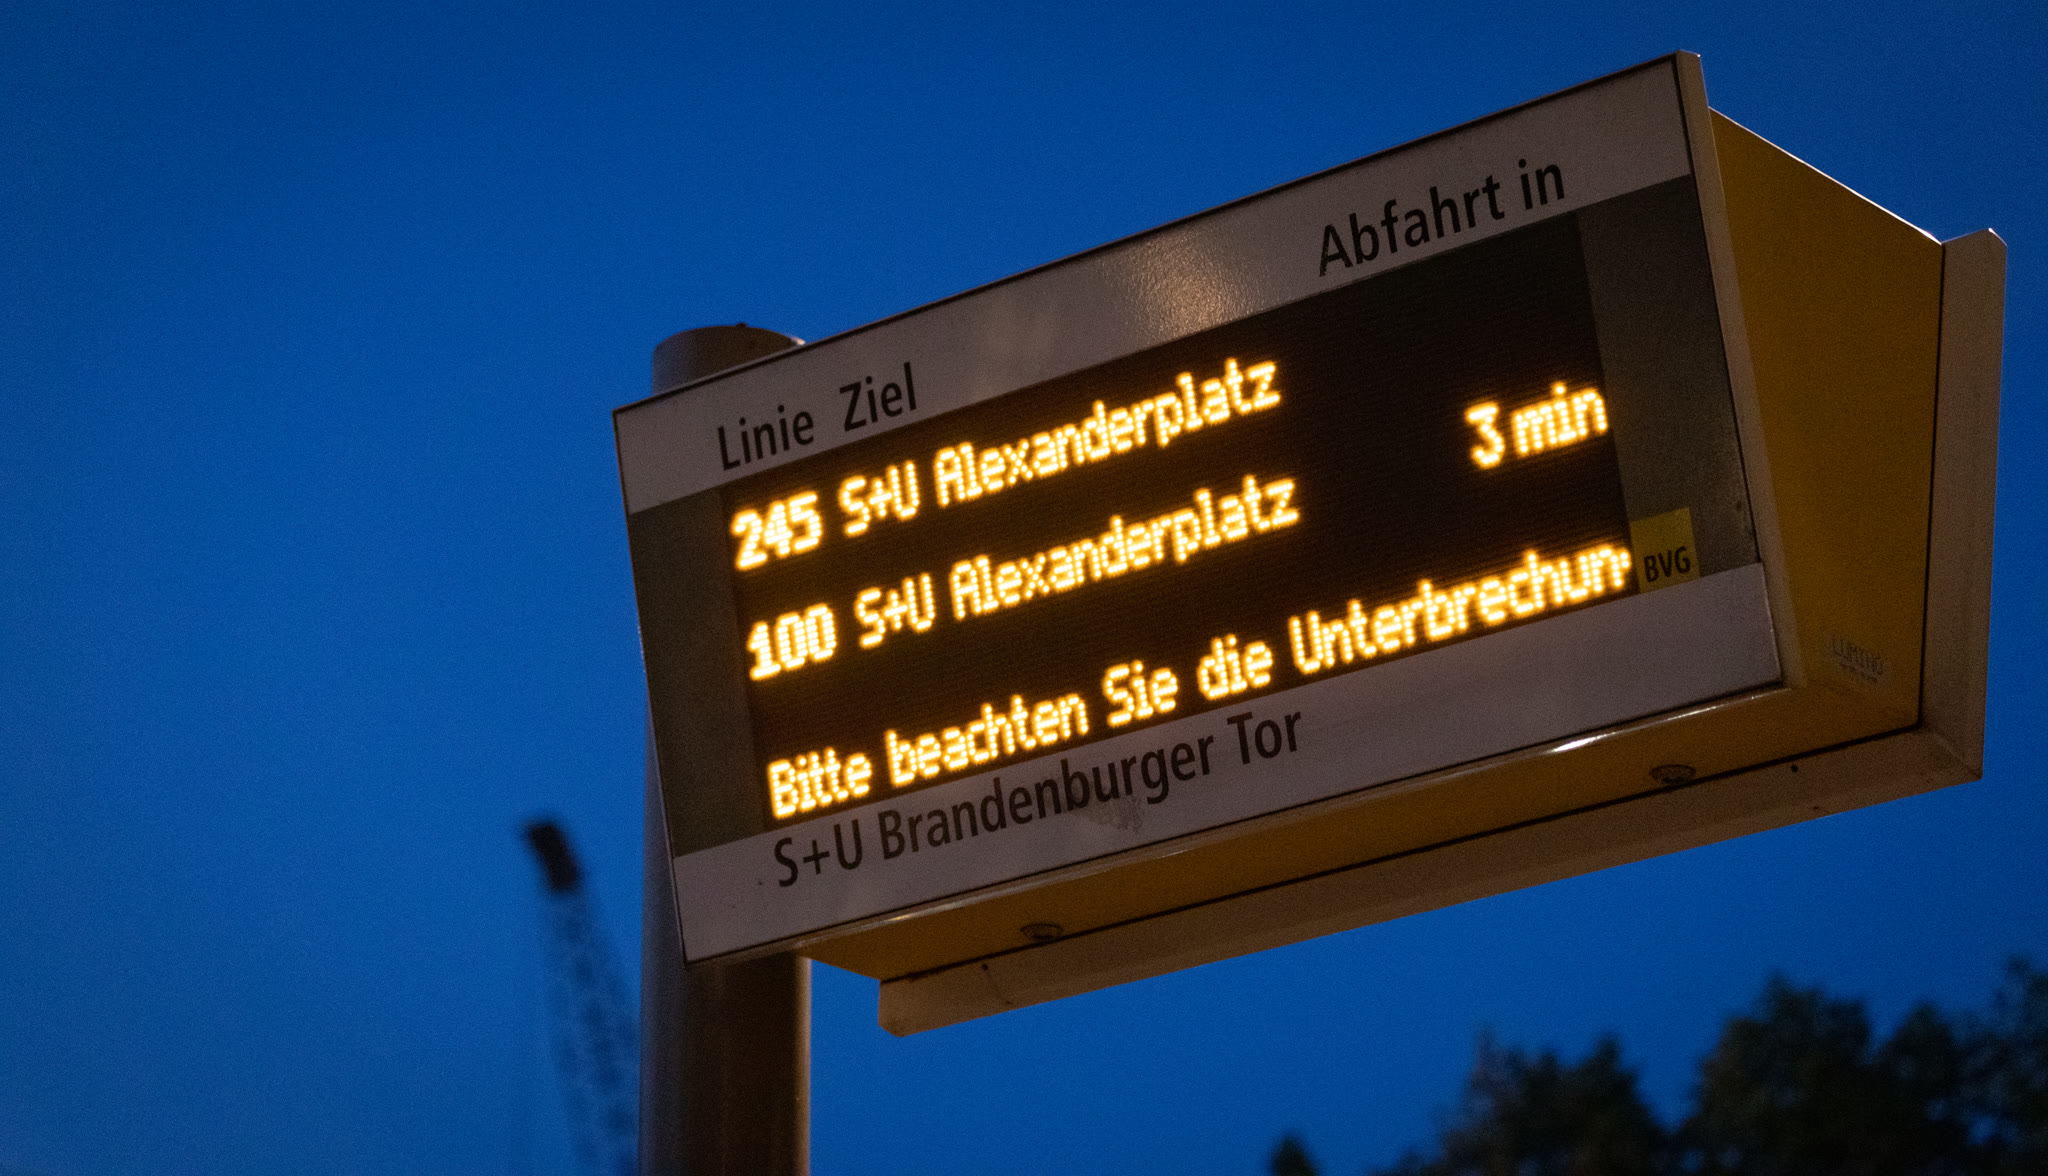 Linie Ziel Abfahrt in
245 S+U Alexanderplatz
100 S+U Alexanderplatz 3 min
Bitte beachten Sie die Unterbrechun
BVG
S+U Brandenburger Tor